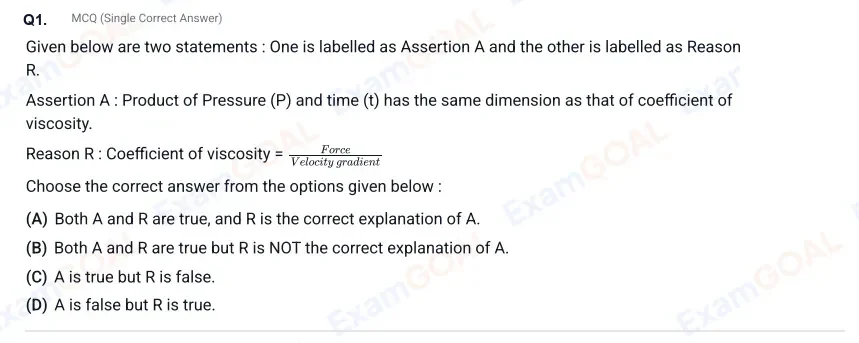 Q1. MCQ (Single Correct Answer)
Given below are two statements : One is labelled as Assertion A and the other is labelled as Reason
R.
Assertion A : Product of Pressure (P) and time (t) has the same dimension as that of coefficient of
viscosity.
Reason R : Coefficient of viscosity = Force / Velocity gradient
Choose the correct answer from the options given below :
(A) Both A and R are true, and R is the correct explanation of A.
(B) Both A and R are true but R is NOT the correct explanation of A.
(C) A is true but R is false.
(D) A is false but R is true.
ExamGOAL